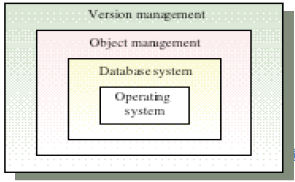 Version management
Object management
Database system
Operating
system